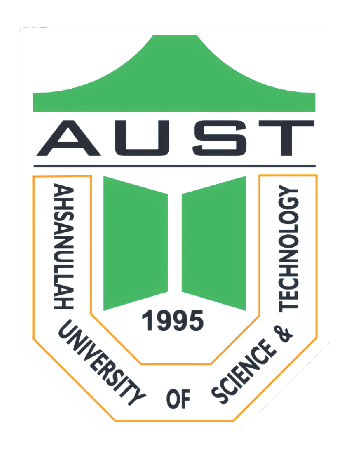 AUST
AHSANULLAH UNIVERSITY OF SCIENCE & TECHNOLOGY
1995